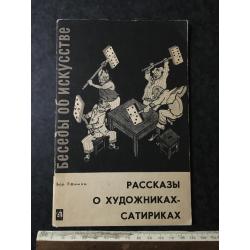 Беседы об искусстве
РАССКАЗЫ
О ХУДОЖНИКАХ-
САТИРИКАХ